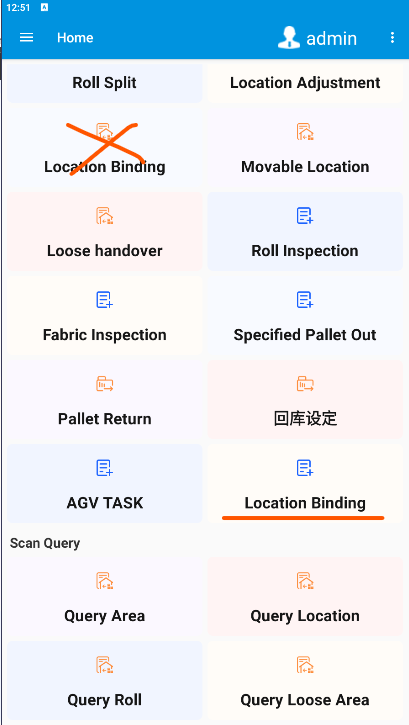 12:51 A
Home
admin
Roll Split
Location Adjustment
Location Binding
Movable Location
Loose handover
Roll Inspection
Fabric Inspection
Specified Pallet Out
Pallet Return
回库设定
AGV TASK
Location Binding
Scan Query
Query Area
Query Location
Query Roll
Query Loose Area